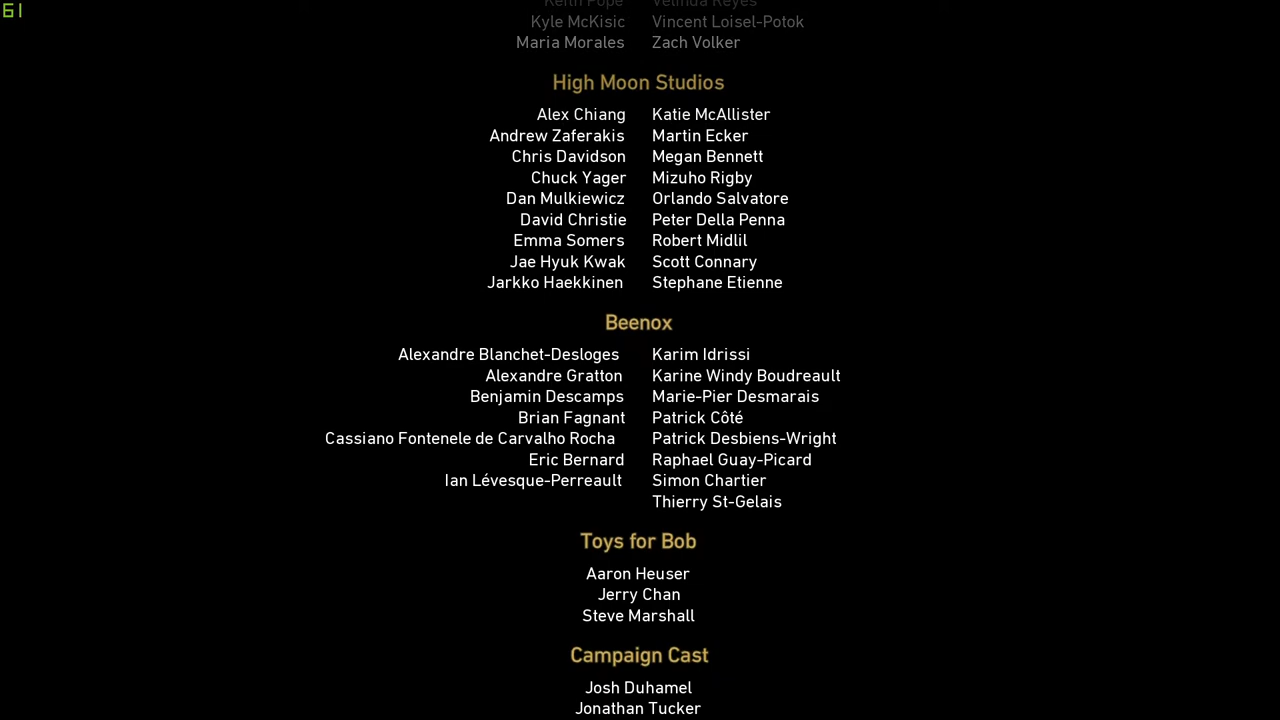 61
Keith Pope Velinda Reyes
Kyle McKisic Vincent Loisel-Potok
Maria Morales Zach Volker
High Moon Studios
Alex Chiang Katie McAllister
Andrew Zaferakis Martin Ecker
Chris Davidson Megan Bennett
Chuck Yager Mizuho Rigby
Dan Mulkiewicz Orlando Salvatore
David Christie Peter Della Penna
Emma Somers Robert Midlil
Jae Hyuk Kwak Scott Connary
Jarkko Haekkinen Stephane Etienne
Beenox
Alexandre Blanchet-Desloges Karim Idrissi
Alexandre Gratton Karine Windy Boudreault
Benjamin Descamps Marie-Pier Desmarais
Brian Fagnant Patrick Côté
Cassiano Fontenele de Carvalho Rocha Patrick Desbiens-Wright
Eric Bernard Raphael Guay-Picard
Ian Lévesque-Perreault Simon Chartier
Thierry St-Gelais
Toys for Bob
Aaron Heuser
Jerry Chan
Steve Marshall
Campaign Cast
Josh Duhamel
Jonathan Tucker